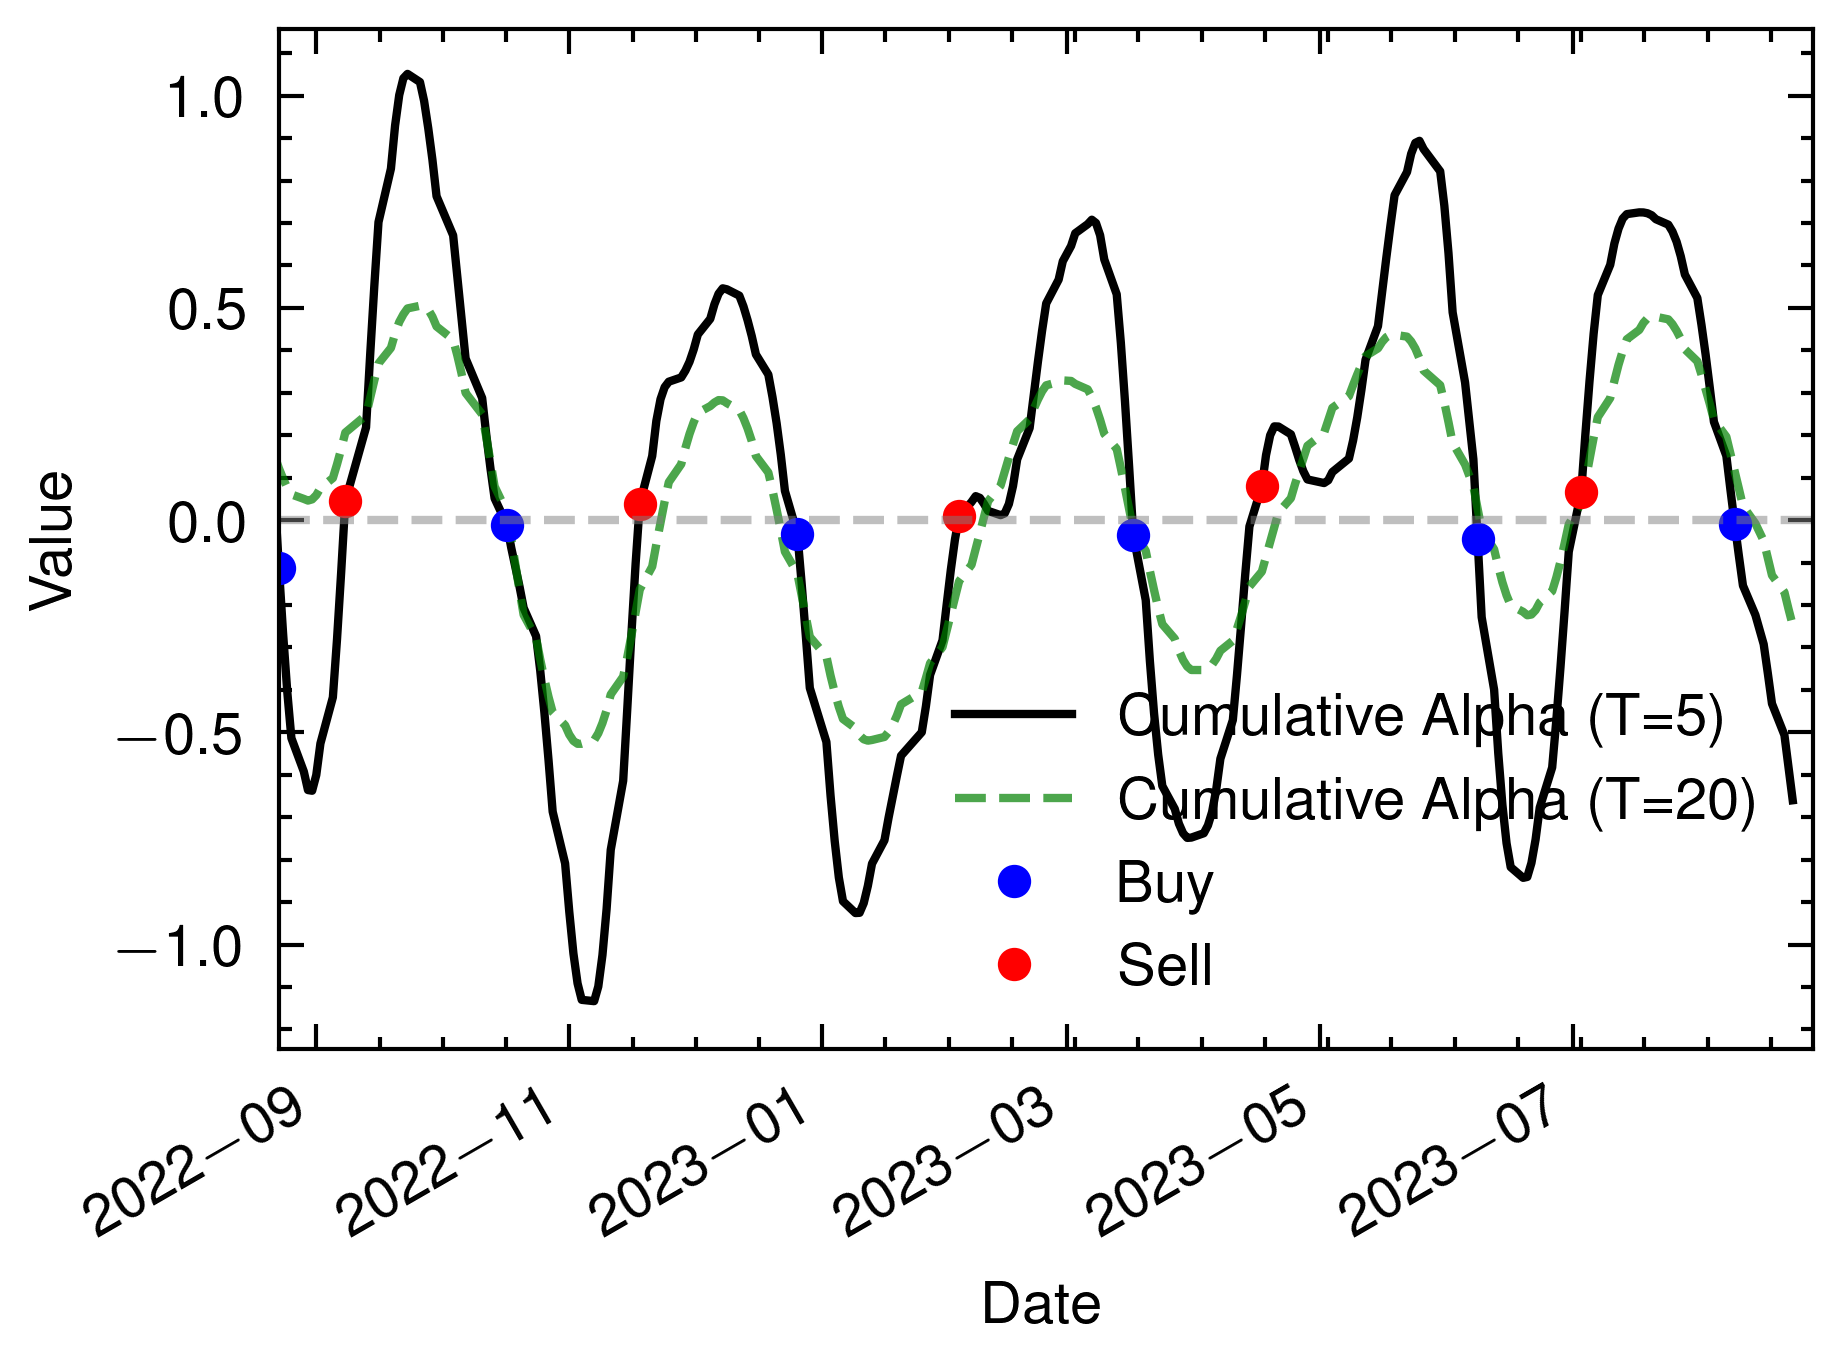 1.0
0.5
0.0
−0.5
−1.0
Value
Cumulative Alpha (T=5)
Cumulative Alpha (T=20)
Buy
Sell
2022−09
2022−11
2023−01
2023−03
2023−05
2023−07
Date